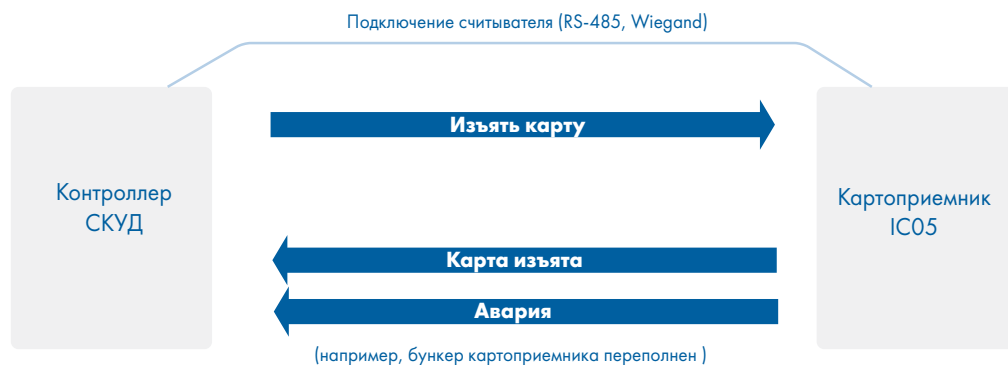 Подключение считывателя (RS-485, Wiegand)
Изъять карту
Контроллер
СКУД
Картоприемник
IC05
Карта изъята
Авария
(например, бункер картоприемника переполнен )